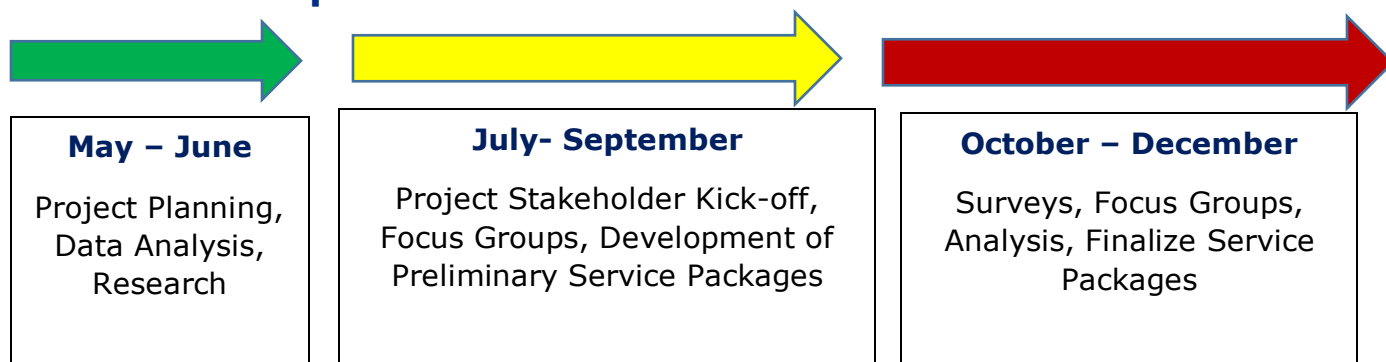 May – June
Project Planning,
Data Analysis,
Research
July- September
Project Stakeholder Kick-off,
Focus Groups, Development of
Preliminary Service Packages
October – December
Surveys, Focus Groups,
Analysis, Finalize Service
Packages